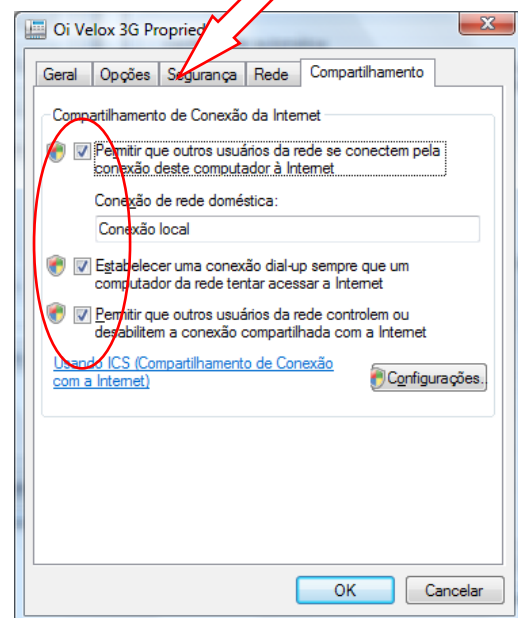 Oi Velox 3G Propried
Geral Opções Segurança Rede Compartilhamento
Compartilhamento de Conexão da Internet
Permitir que outros usuários da rede se conectem pela
conexão deste computador à Internet
Conexão de rede doméstica:
Conexão local
Estabelecer uma conexão dial-up sempre que um
computador da rede tentar acessar a Internet
Permitir que outros usuários da rede controlem ou
desabilitem a conexão compartilhada com a Internet
Usando ICS (Compartilhamento de Conexão
com a Internet)
Configurações..
OK Cancelar